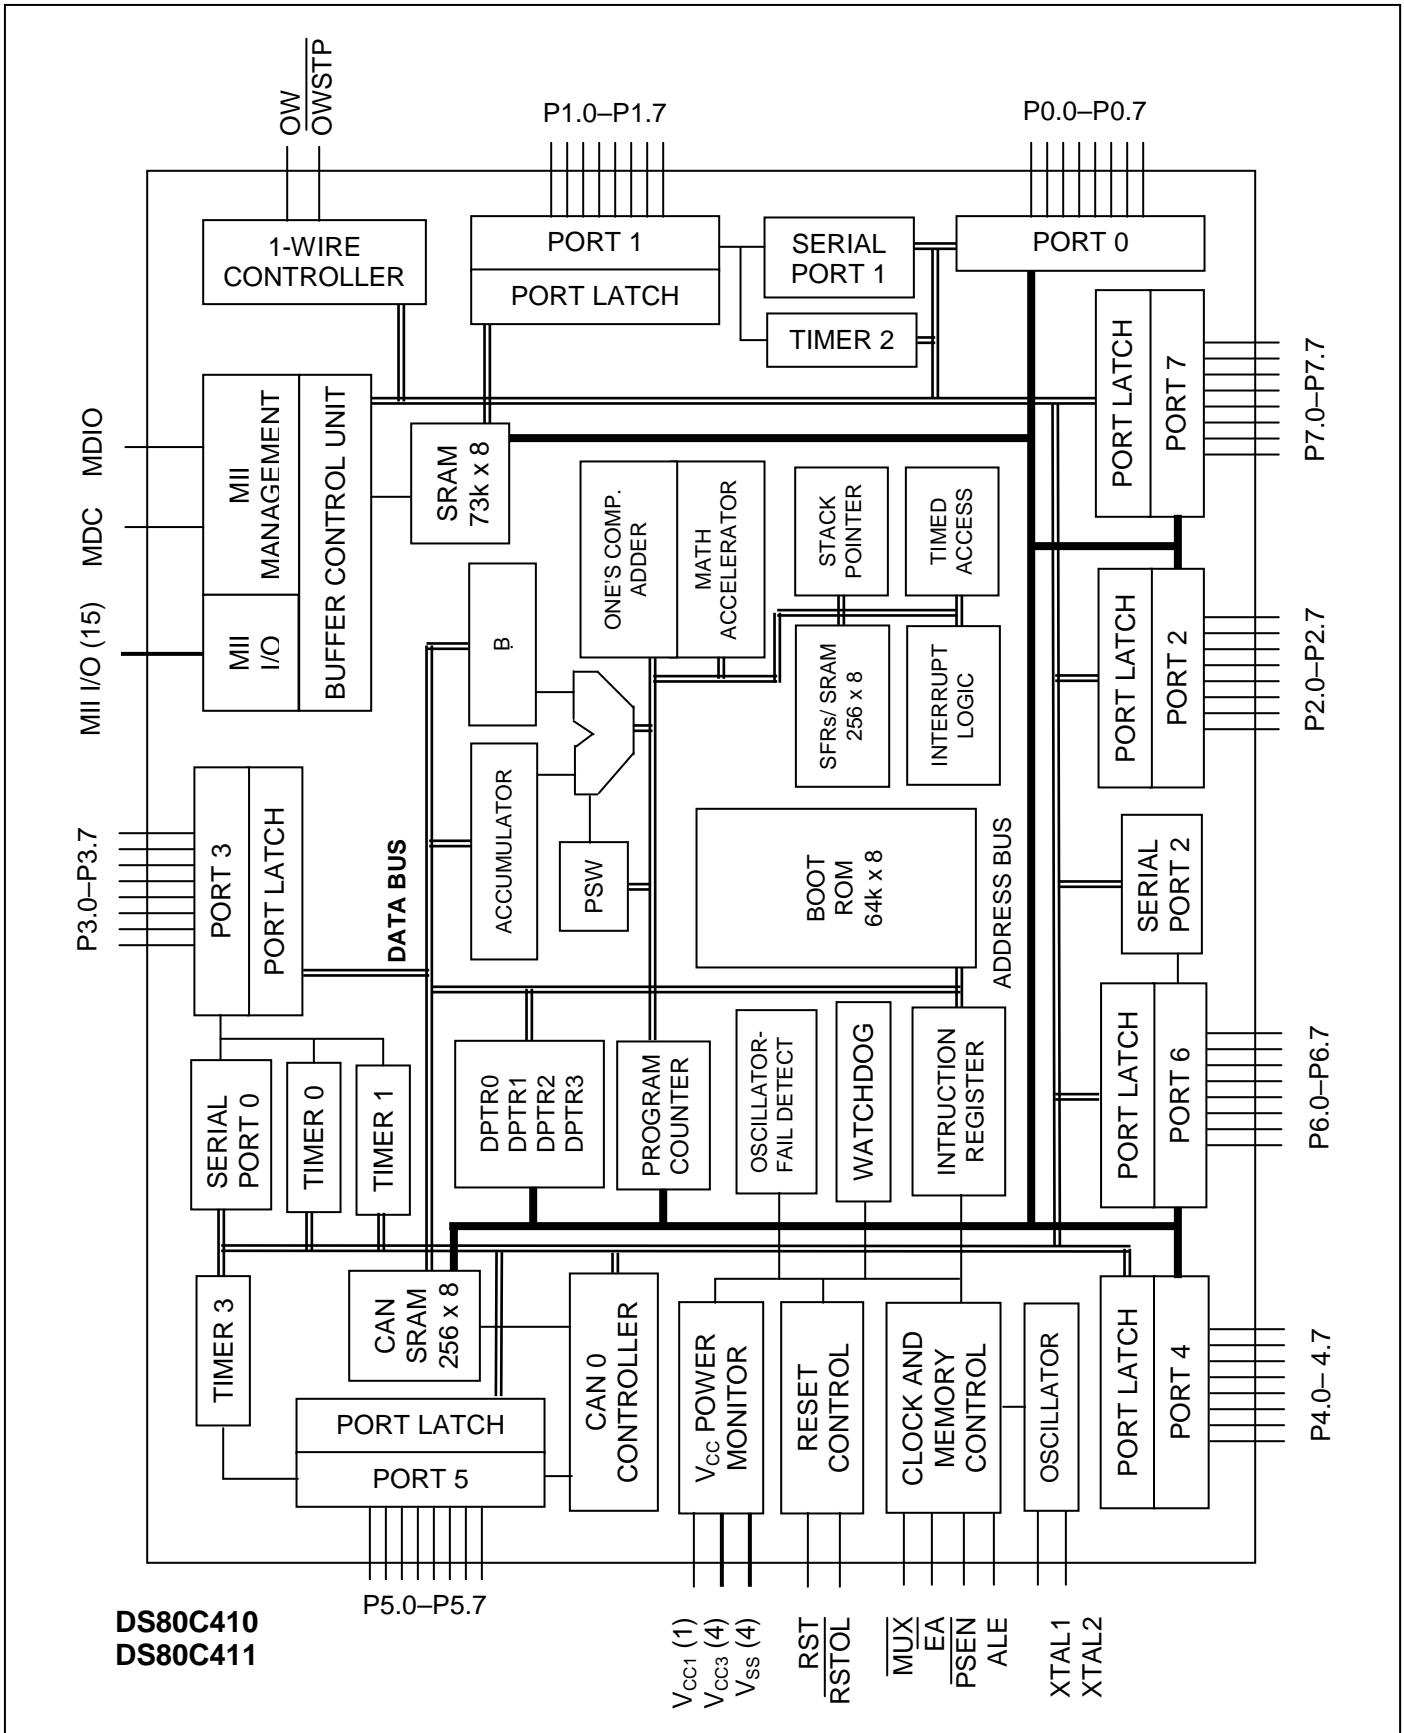 OW
OWSTP
P1.0–P1.7
P0.0–P0.7
1-WIRE
CONTROLLER
PORT 1
PORT LATCH
SERIAL
PORT 1
TIMER 2
PORT 0
PORT LATCH
PORT 7
P7.0–P7.7
MDIO
MDC
MII I/O (15)
MII
MANAGEMENT
MII
I/O
BUFFER CONTROL UNIT
SRAM
73k x 8
ONE'S COMP.
ADDER
MATH
ACCELERATOR
STACK
POINTER
TIMED
ACCESS
B
SFRs/ SRAM
256 x 8
INTERRUPT
LOGIC
PORT LATCH
PORT 2
P2.0–P2.7
P3.0–P3.7
PORT 3
PORT LATCH
DATA BUS
ACCUMULATOR
PSW
BOOT
ROM
64k x 8
ADDRESS BUS
SERIAL
PORT 2
SERIAL
PORT 0
TIMER 0
TIMER 1
DPTR0
DPTR1
DPTR2
DPTR3
PROGRAM
COUNTER
OSCILLATOR-
FAIL DETECT
WATCHDOG
INTRUCTION
REGISTER
PORT LATCH
PORT 6
P6.0–P6.7
TIMER 3
CAN
SRAM
256 x 8
CAN 0
CONTROLLER
PORT LATCH
PORT 5
P5.0–P5.7
VCC POWER
MONITOR
RESET
CONTROL
CLOCK AND
MEMORY
CONTROL
OSCILLATOR
PORT LATCH
PORT 4
P4.0– 4.7
VCC1 (1)
VCC3 (4)
VSS (4)
RST
RSTOL
MUX
EA
PSEN
ALE
XTAL1
XTAL2
DS80C410
DS80C411